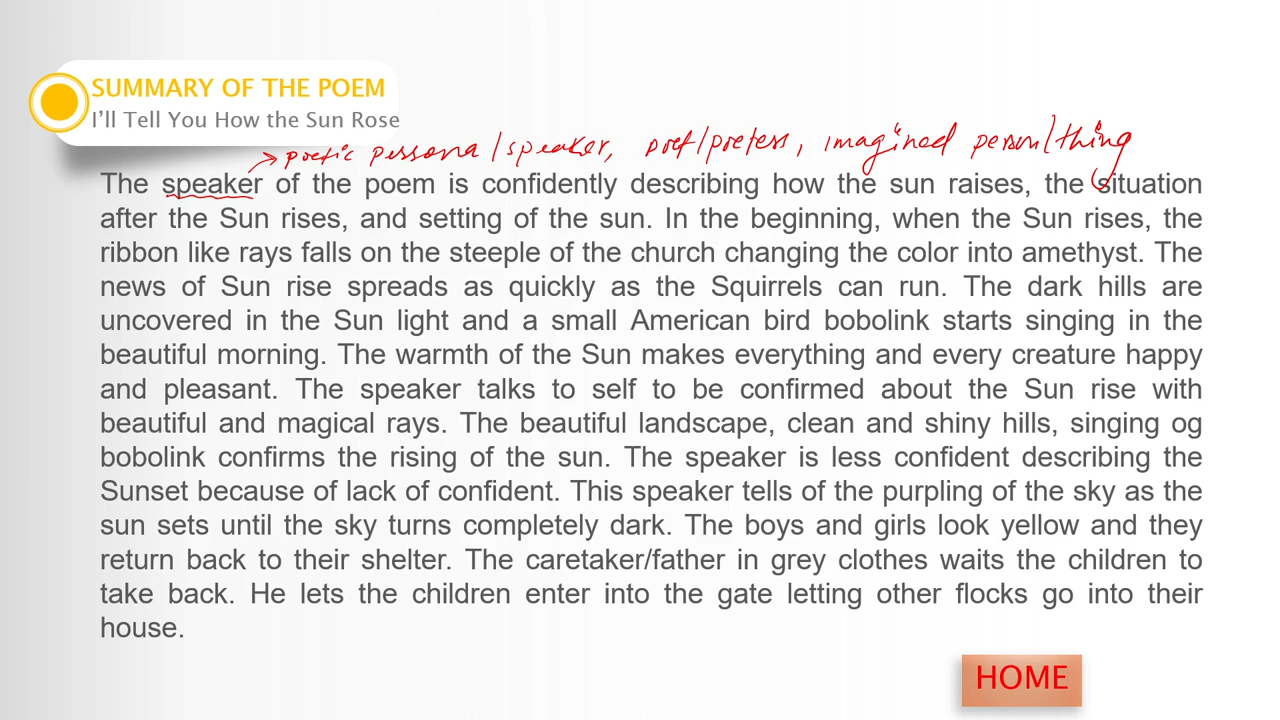 SUMMARY OF THE POEM
I'll Tell You How the Sun Rose
poetic persona/speaker, poet/poetess, imagined person/thing
The speaker of the poem is confidently describing how the sun raises, the situation
after the Sun rises, and setting of the sun. In the beginning, when the Sun rises, the
ribbon like rays falls on the steeple of the church changing the color into amethyst. The
news of Sun rise spreads as quickly as the Squirrels can run. The dark hills are
uncovered in the Sun light and a small American bird bobolink starts singing in the
beautiful morning. The warmth of the Sun makes everything and every creature happy
and pleasant. The speaker talks to self to be confirmed about the Sun rise with
beautiful and magical rays. The beautiful landscape, clean and shiny hills, singing og
bobolink confirms the rising of the sun. The speaker is less confident describing the
Sunset because of lack of confident. This speaker tells of the purpling of the sky as the
sun sets until the sky turns completely dark. The boys and girls look yellow and they
return back to their shelter. The caretaker/father in grey clothes waits the children to
take back. He lets the children enter into the gate letting other flocks go into their
house.
HOME